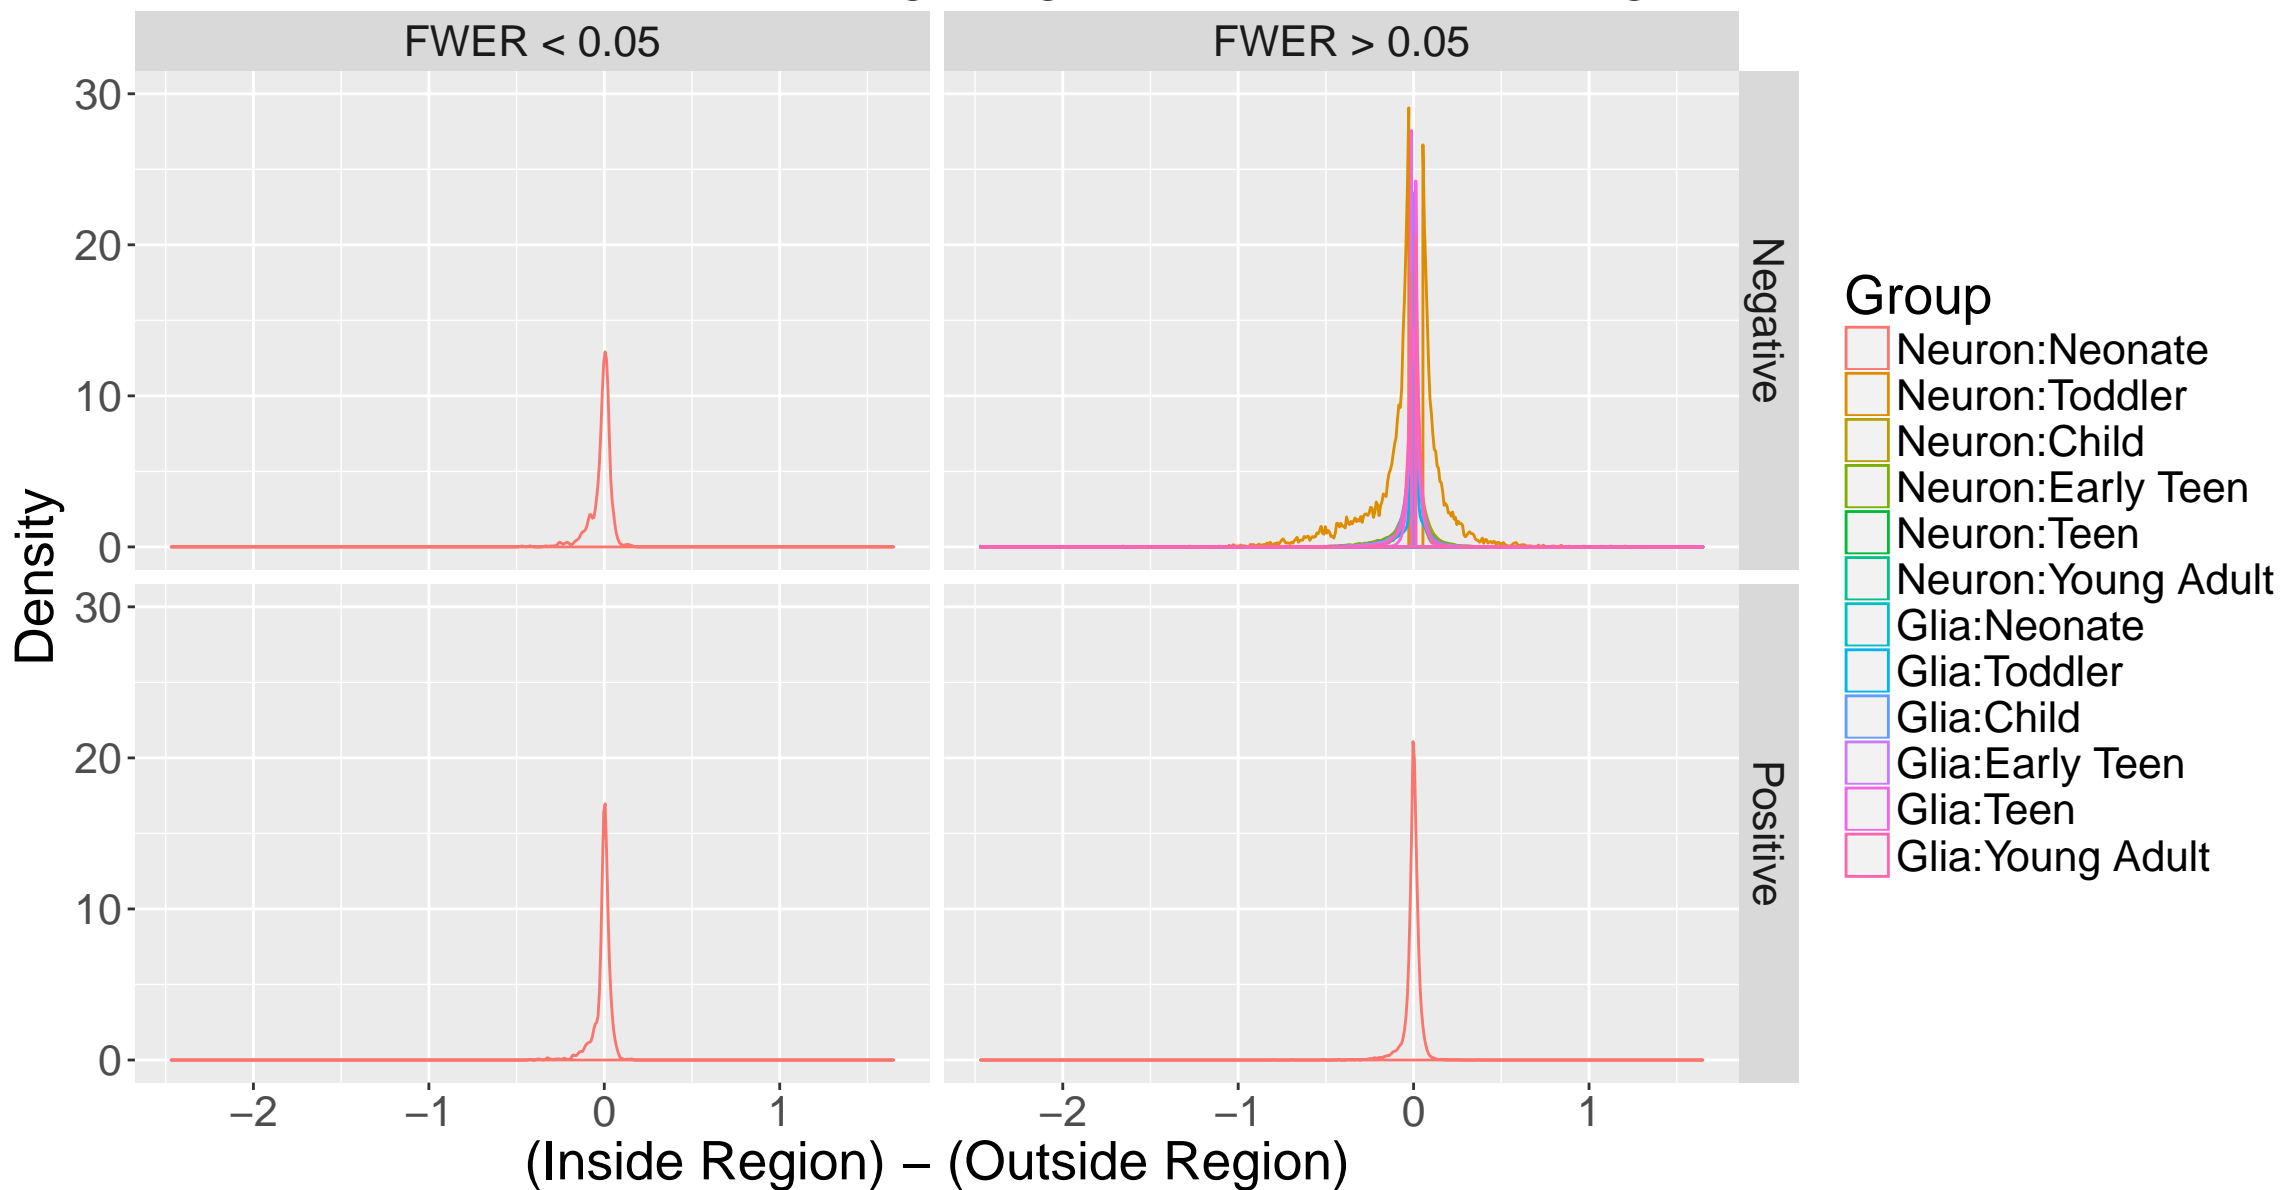 FWER < 0.05
FWER > 0.05
30
20
10
0
Negative
30
20
10
0
Positive
Density
−2
−1
0
1
−2
−1
0
1
(Inside Region) − (Outside Region)
Group
Neuron:Neonate
Neuron:Toddler
Neuron:Child
Neuron:Early Teen
Neuron:Teen
Neuron:Young Adult
Glia:Neonate
Glia:Toddler
Glia:Child
Glia:Early Teen
Glia:Teen
Glia:Young Adult